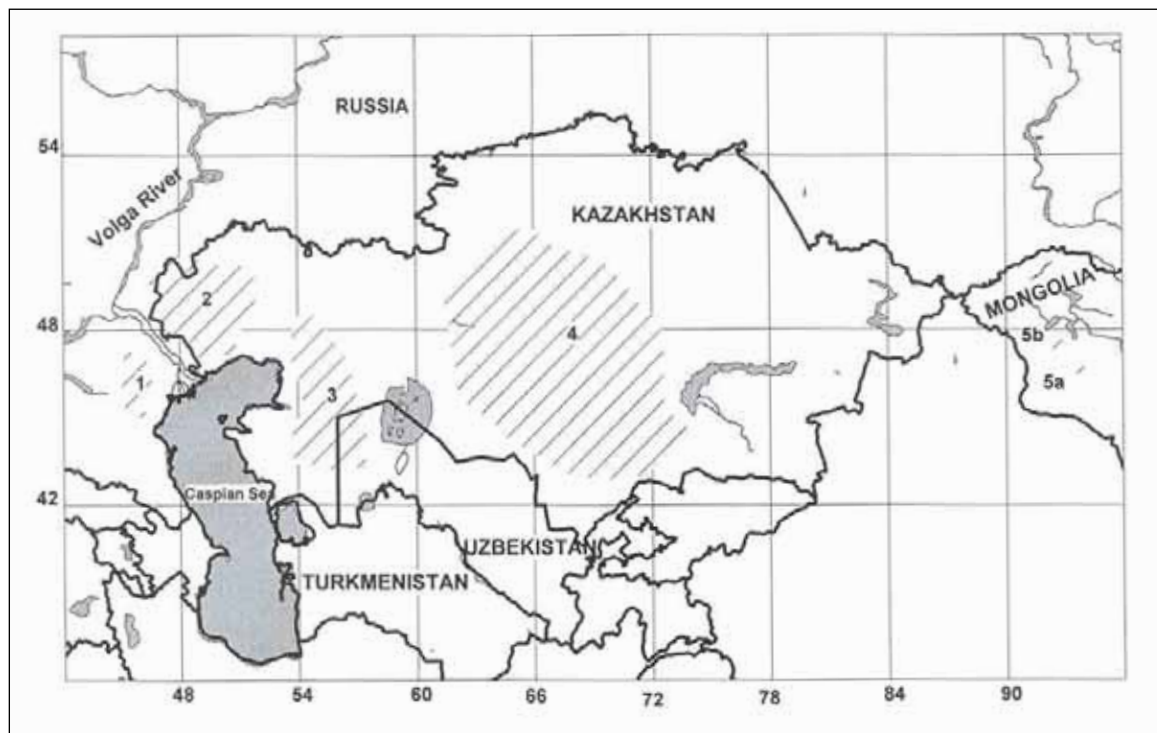 RUSSIA
54
Volga River
KAZAKHSTAN
2
MONGOLIA
48
4
5b
1
3
5a
Caspian Sea
42
UZBEKISTAN
TURKMENISTAN
48
54
60
66
72
78
84
90